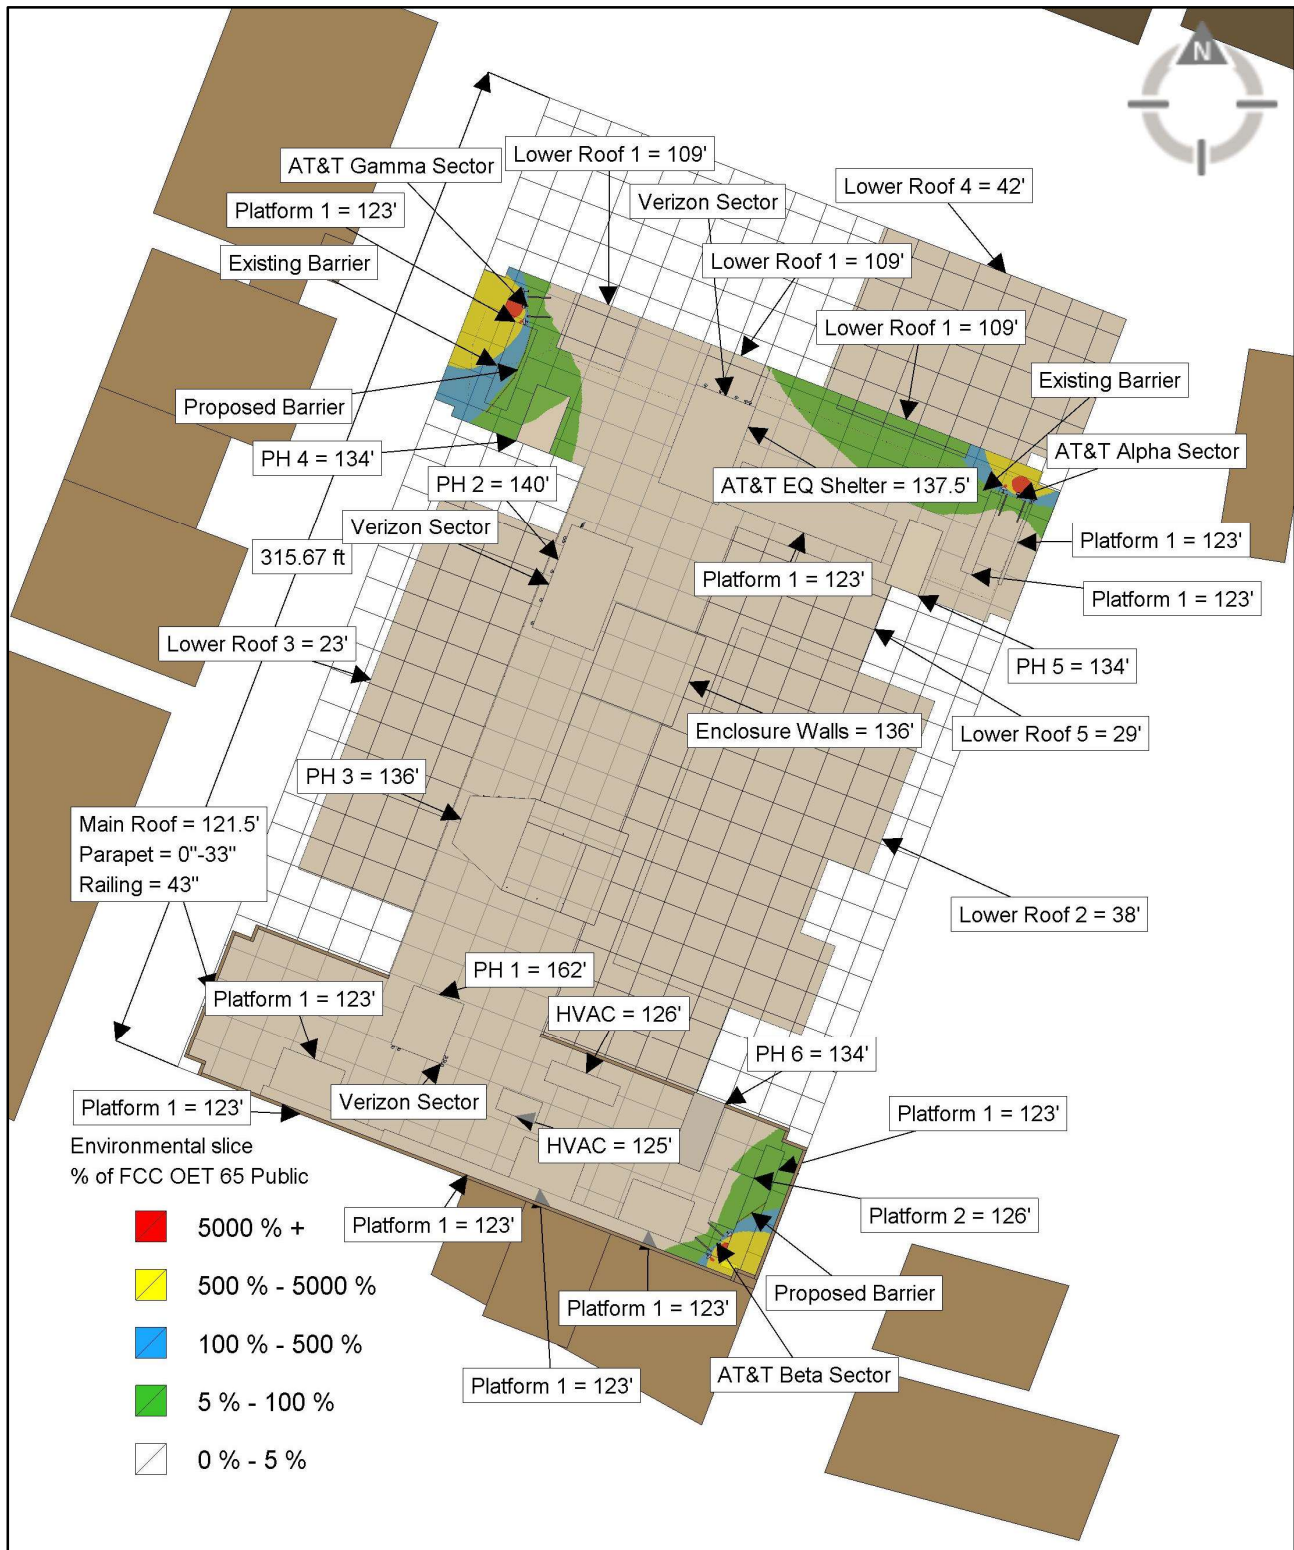 N
Lower Roof 1 = 109'
AT&T Gamma Sector
Lower Roof 4 = 42'
Verizon Sector
Platform 1 = 123'
Existing Barrier
Lower Roof 1 = 109'
Lower Roof 1 = 109'
Existing Barrier
Proposed Barrier
AT&T Alpha Sector
PH 4 = 134'
PH 2 = 140'
AT&T EQ Shelter = 137.5'
Verizon Sector
315.67 ft
Platform 1 = 123'
Platform 1 = 123'
Platform 1 = 123'
Lower Roof 3 = 23'
PH 5 = 134'
Enclosure Walls = 136'
Lower Roof 5 = 29'
PH 3 = 136'
Main Roof = 121.5'
Parapet = 0"-33"
Railing = 43"
Lower Roof 2 = 38'
PH 1 = 162'
Platform 1 = 123'
HVAC = 126'
PH 6 = 134'
Platform 1 = 123'
Verizon Sector
Platform 1 = 123'
HVAC = 125'
Environmental slice
% of FCC OET 65 Public
5000 % +
500 % - 5000 %
100 % - 500 %
5 % - 100 %
0 % - 5 %
Platform 1 = 123'
Platform 2 = 126'
Proposed Barrier
Platform 1 = 123'
AT&T Beta Sector
Platform 1 = 123'